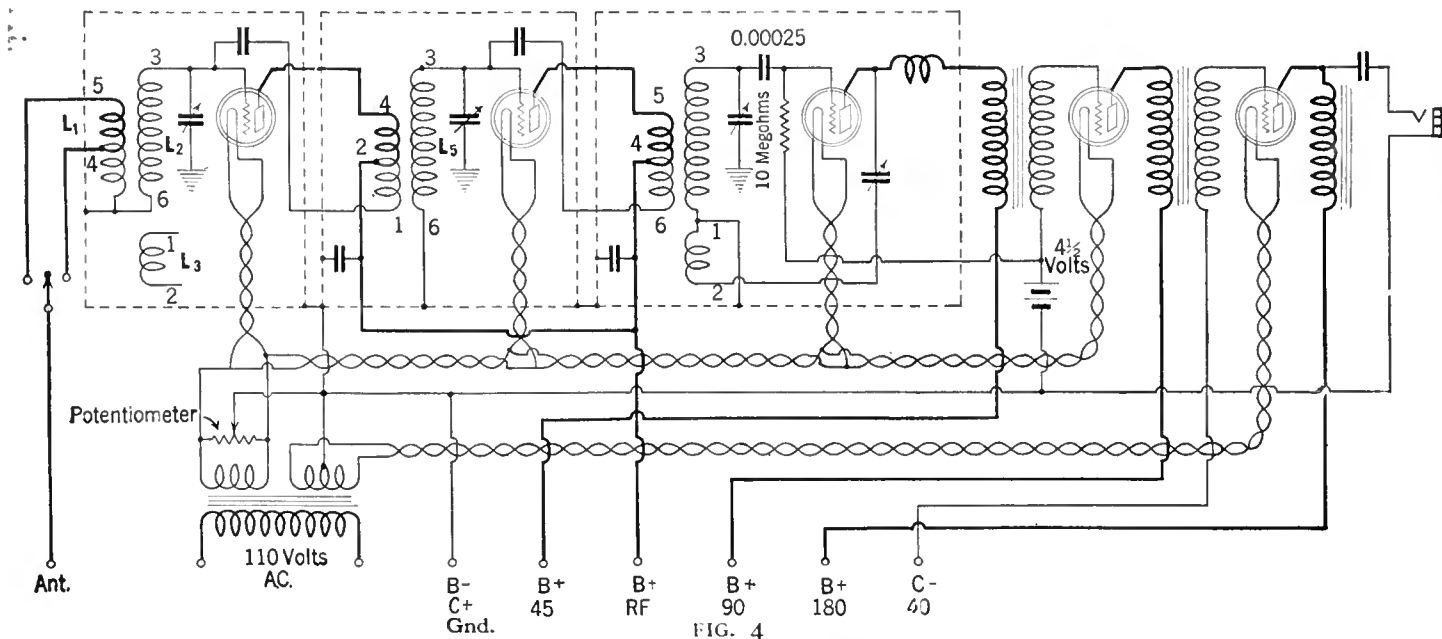 0.00025
3
3
3
5
4
5
L₁
4
L₂
6
2
L₅
1
6
4
6
10 Megohms
1
2
1
L₃
2
4½
Volts
Potentiometer
110 Volts
AC.
Ant.
B-
C+
Gnd.
B+
45
B+
RF
B+
90
B+
180
C-
40
FIG. 4